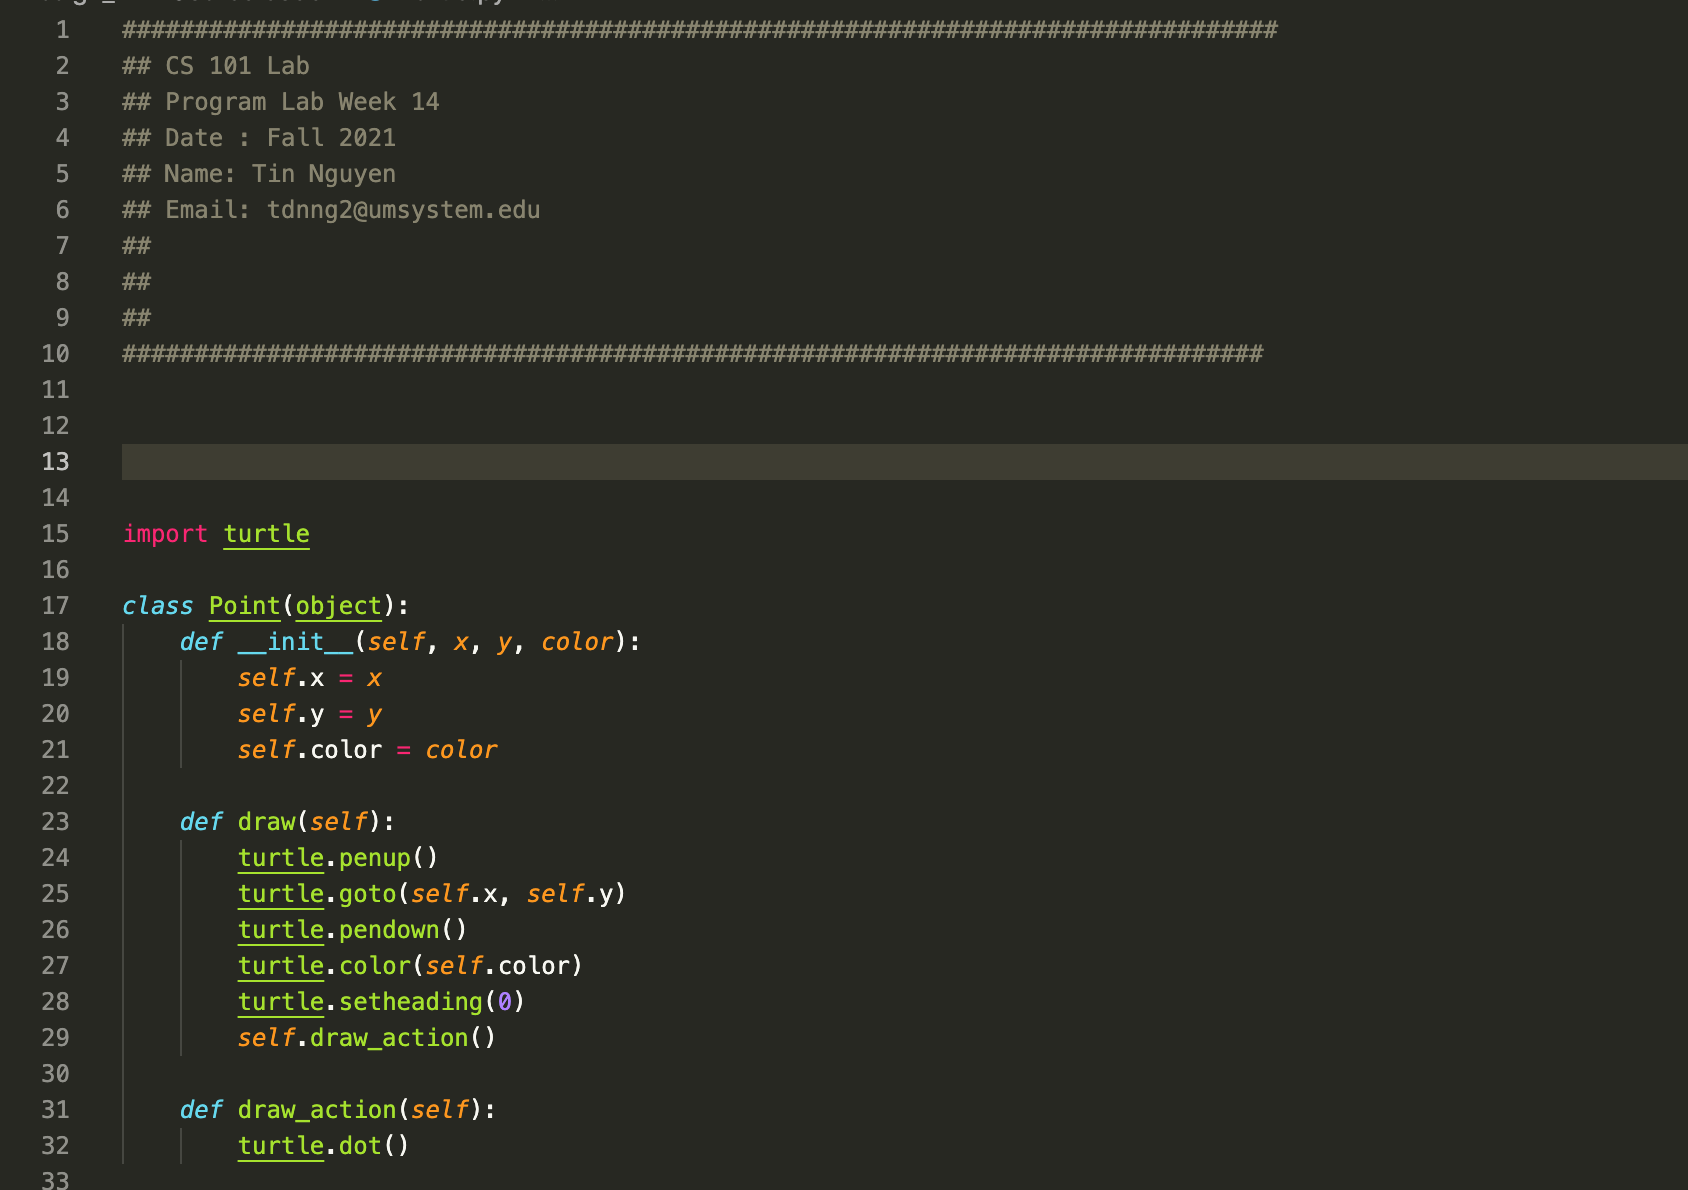 1 ################################################################################
2 ## CS 101 Lab
3 ## Program Lab Week 14
4 ## Date : Fall 2021
5 ## Name: Tin Nguyen
6 ## Email: tdnng2@umsystem.edu
7 ##
8 ##
9 ##
10 ###############################################################################
11
12
13
14
15 import turtle
16
17 class Point(object):
18     def __init__(self, x, y, color):
19         self.x = x
20         self.y = y
21         self.color = color
22
23     def draw(self):
24         turtle.penup()
25         turtle.goto(self.x, self.y)
26         turtle.pendown()
27         turtle.color(self.color)
28         turtle.setheading(0)
29         self.draw_action()
30
31     def draw_action(self):
32         turtle.dot()
33